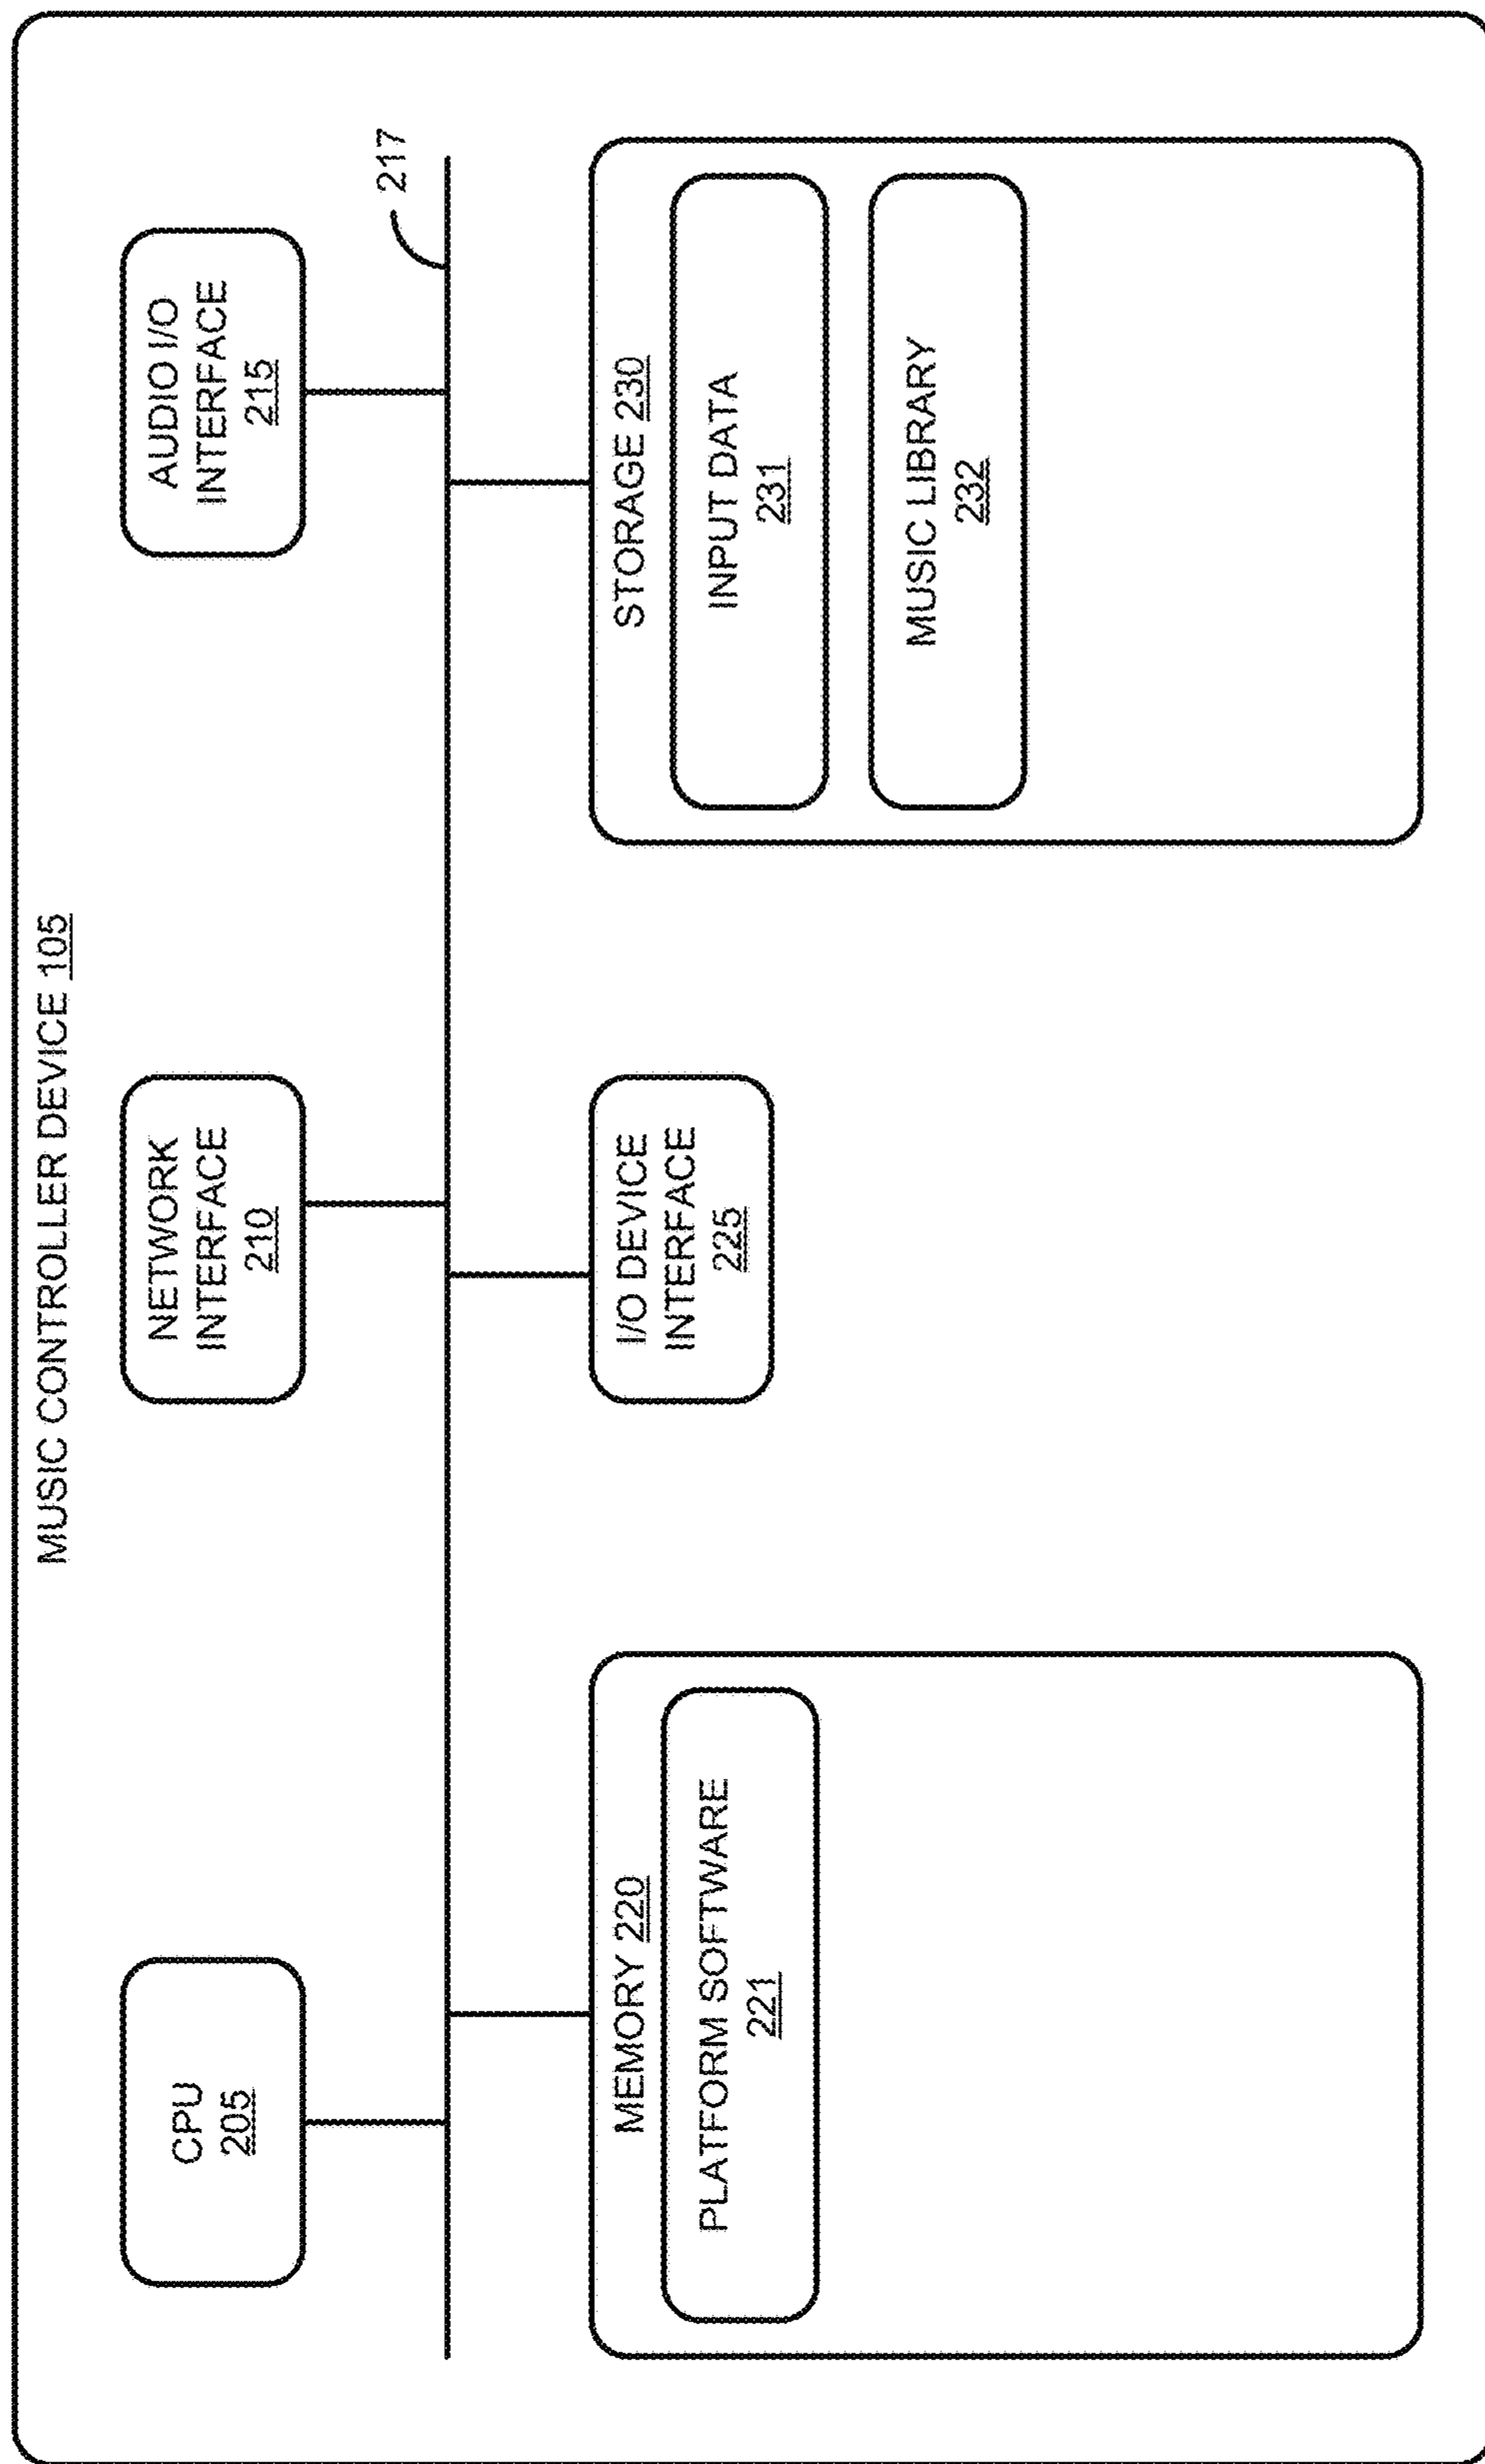 MUSIC CONTROLLER DEVICE 105
CPU
205
NETWORK
INTERFACE
210
AUDIO I/O
INTERFACE
215
217
MEMORY 220
PLATFORM SOFTWARE
221
I/O DEVICE
INTERFACE
225
STORAGE 230
INPUT DATA
231
MUSIC LIBRARY
232